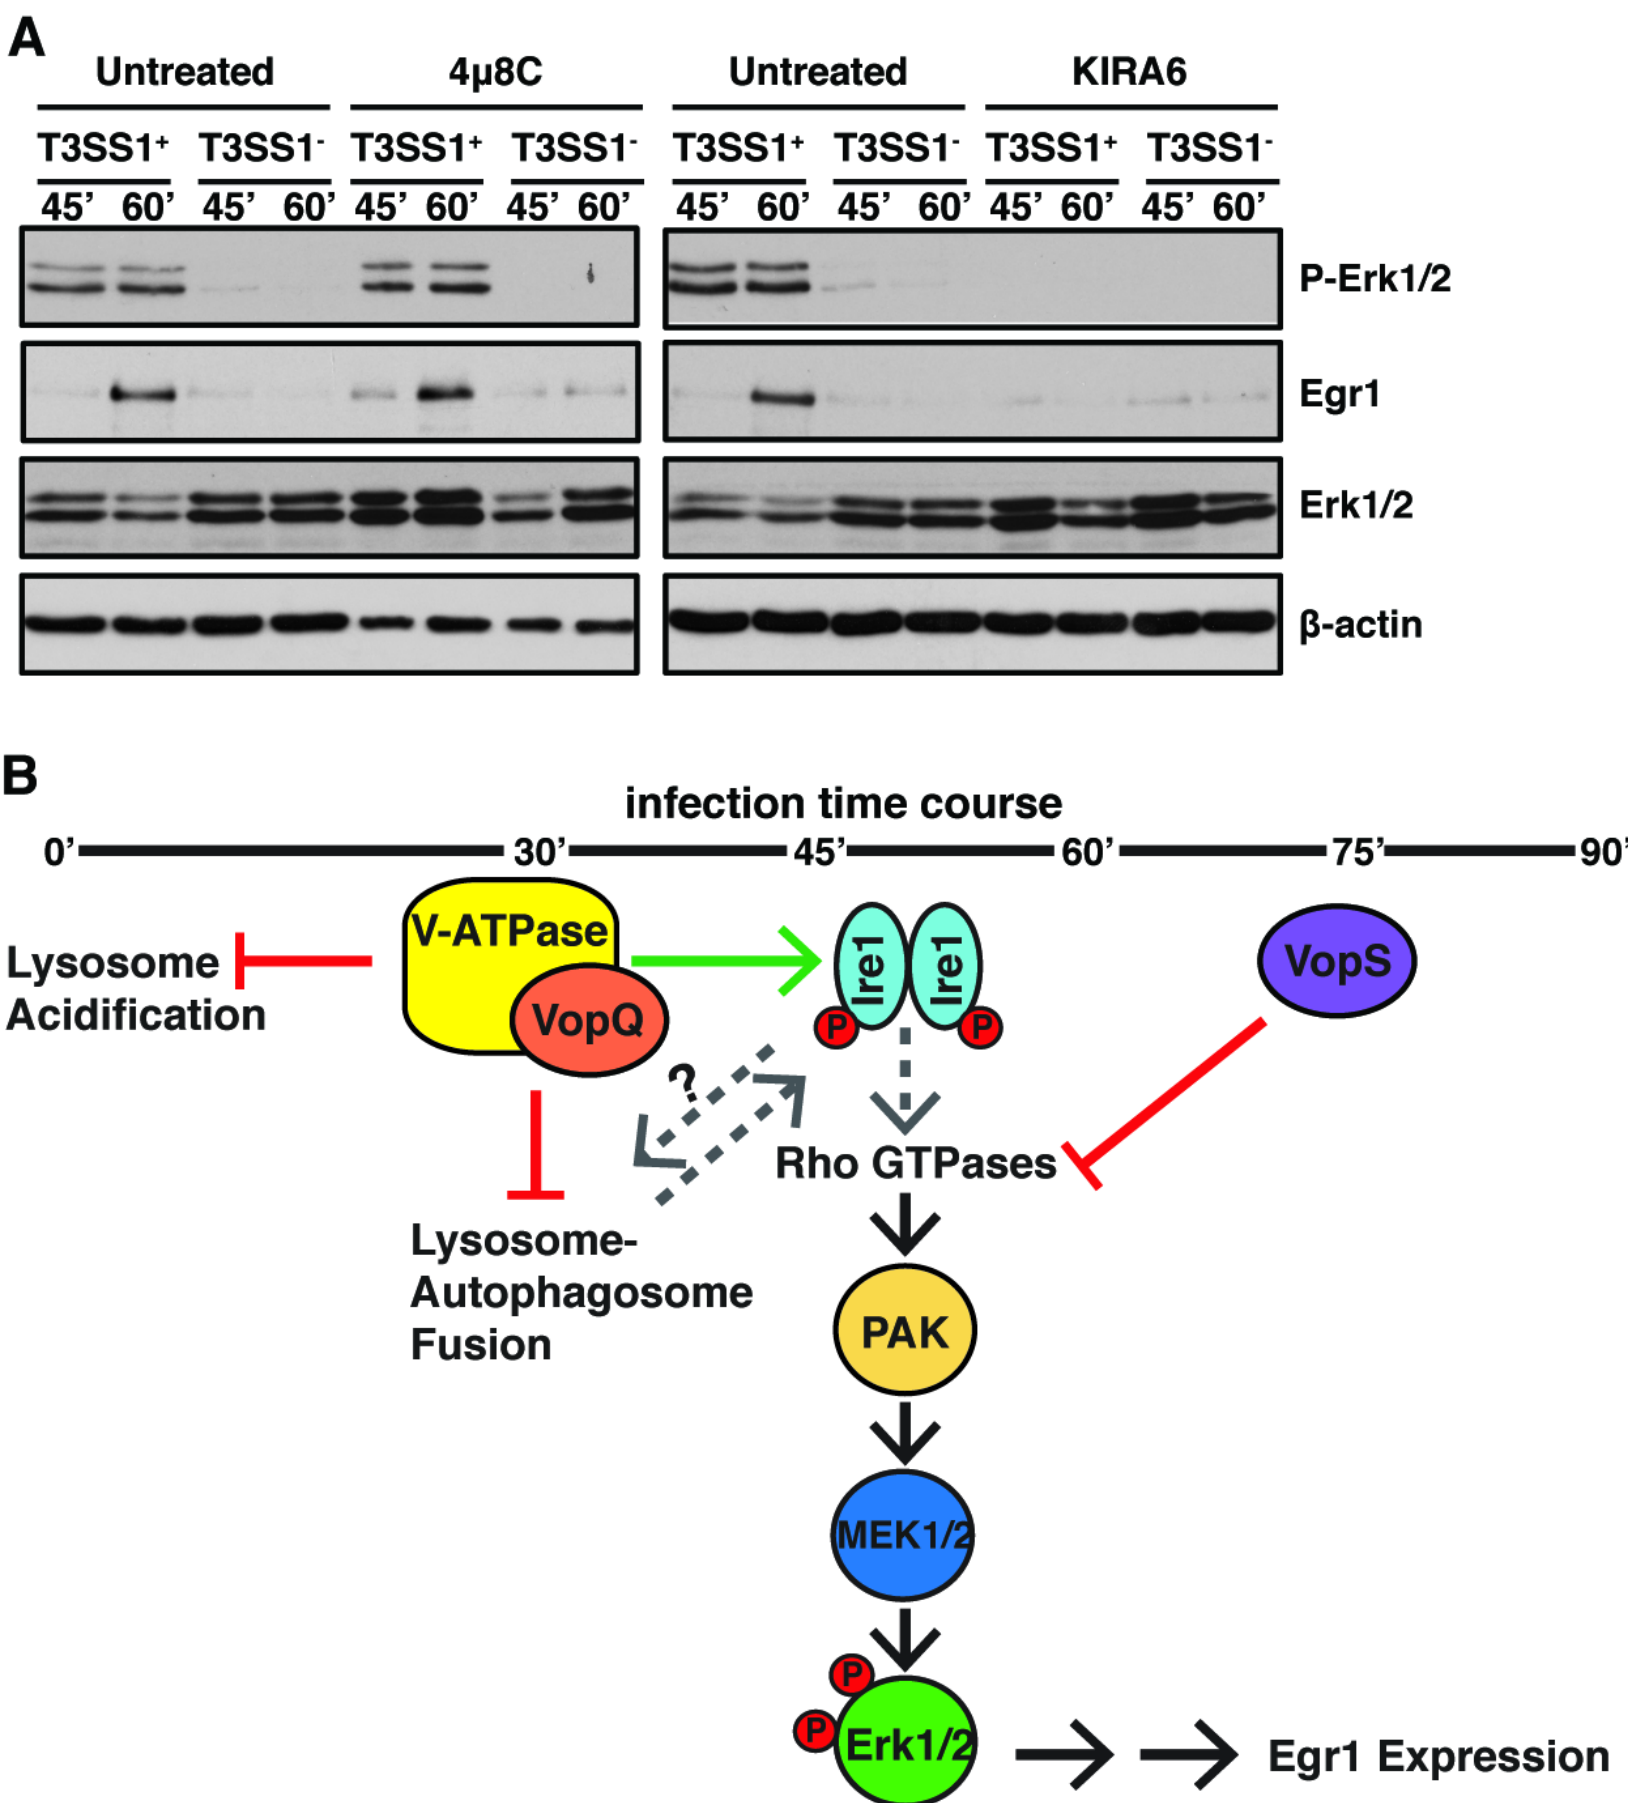 A
Untreated 4µ8C Untreated KIRA6
T3SS1+ T3SS1- T3SS1+ T3SS1- T3SS1+ T3SS1- T3SS1+ T3SS1-
45’ 60’ 45’ 60’ 45’ 60’ 45’ 60’ 45’ 60’ 45’ 60’ 45’ 60’ 45’ 60’
P-Erk1/2
Egr1
Erk1/2
β-actin
B
infection time course
0’ 30’ 45’ 60’ 75’ 90’
Lysosome
Acidification
V-ATPase
VopQ
Ire1 Ire1
P P
VopS
?
Rho GTPases
Lysosome-
Autophagosome
Fusion
PAK
MEK1/2
P
P
Erk1/2
Egr1 Expression